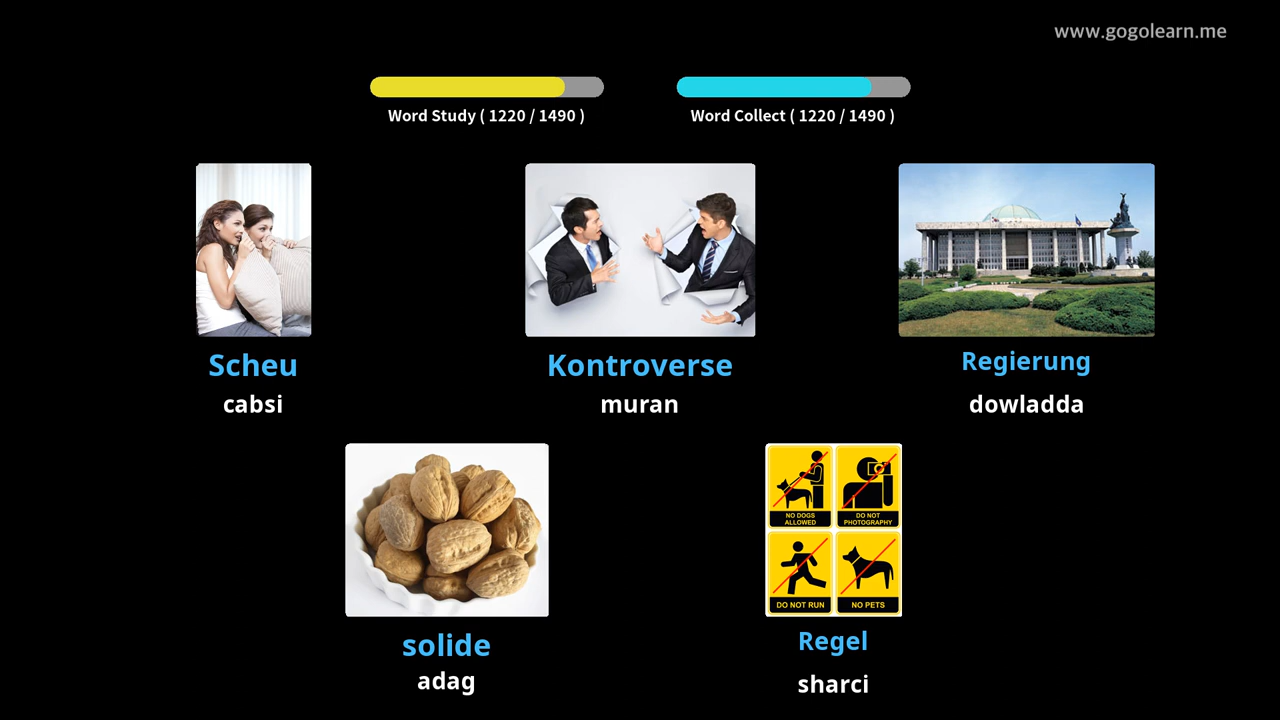 www.gogolearn.me
Word Study ( 1220 / 1490 )
Word Collect ( 1220 / 1490 )
Scheu
cabsi
Kontroverse
muran
Regierung
dowladda
NO DOGS
ALLOWED
DO NOT
PHOTOGRAPHY
DO NOT RUN
NO PETS
solide
adag
Regel
sharci